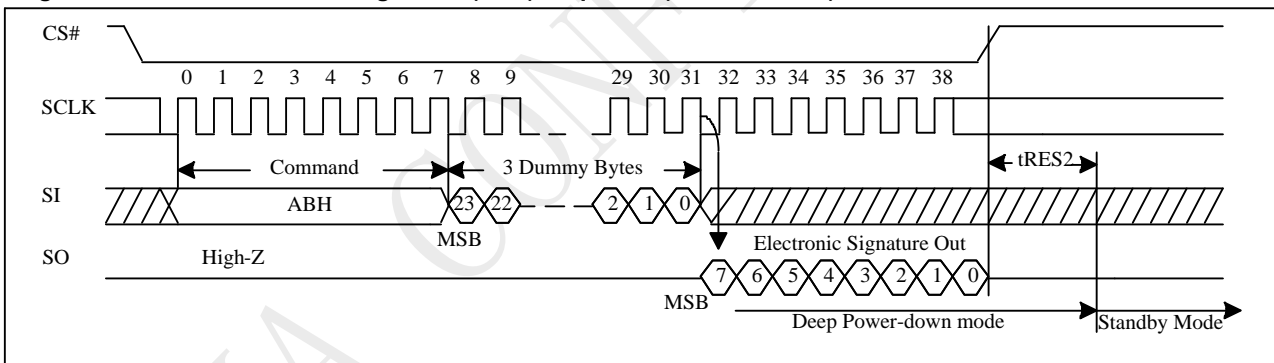 CS#
0 1 2 3 4 5 6 7 8 9 29 30 31 32 33 34 35 36 37 38
SCLK
Command 3 Dummy Bytes tRES2
SI ABH 23 22 2 1 0
MSB Electronic Signature Out
SO High-Z
7 6 5 4 3 2 1 0
MSB
Deep Power-down mode Standby Mode